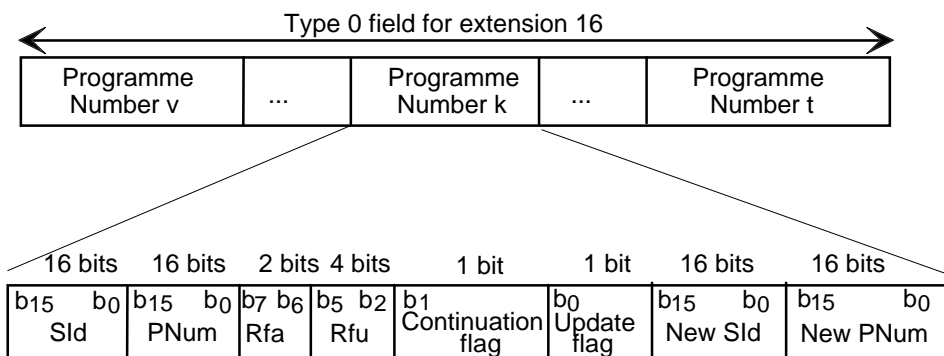 Type 0 field for extension 16
Programme Number v
...
Programme Number k
...
Programme Number t
16 bits 16 bits 2 bits 4 bits 1 bit 1 bit 16 bits 16 bits
b15 b0 b15 b0 b7 b6 b5 b2 b1 b0 b15 b0 b15 b0
SId PNum Rfa Rfu Continuation flag Update flag New SId New PNum